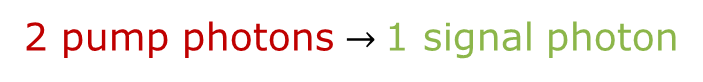 2 pump photons → 1 signal photon